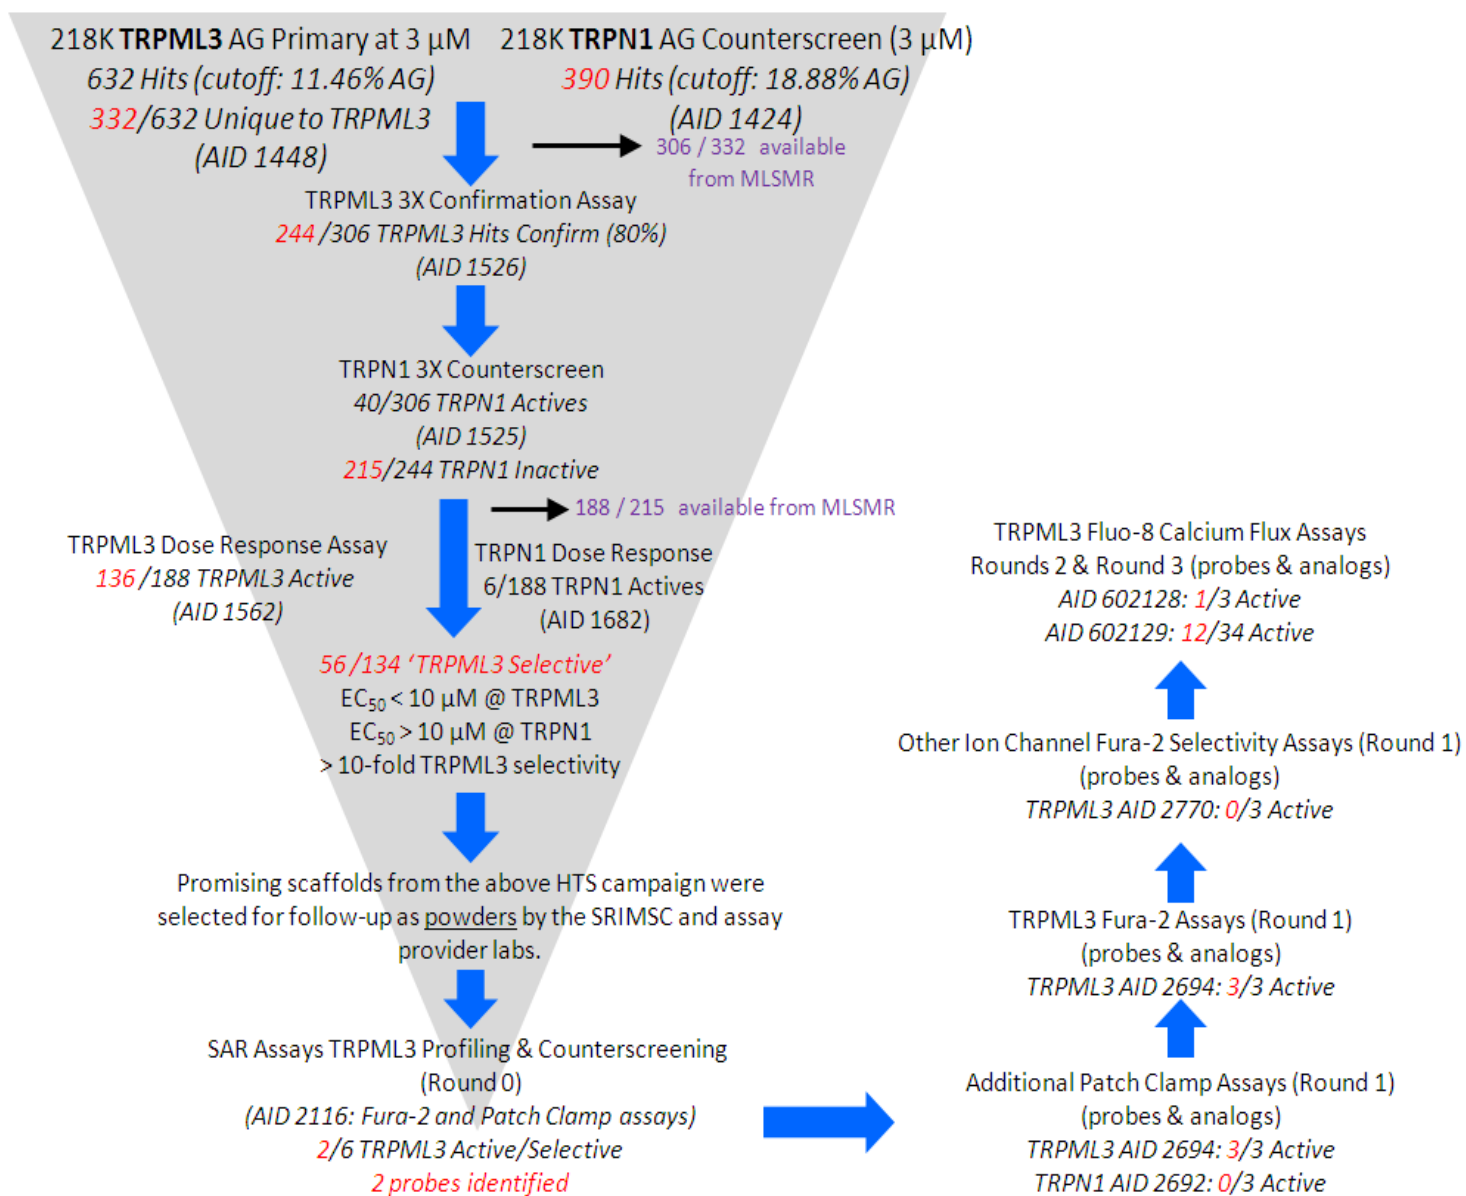 218K TRPML3 AG Primary at 3 µM
632 Hits (cutoff: 11.46% AG)
332/632 Unique to TRPML3
(AID 1448)
218K TRPN1 AG Counterscreen (3 µM)
390 Hits (cutoff: 18.88% AG)
(AID 1424)
306 / 332 available
from MLSMR
TRPML3 3X Confirmation Assay
244 /306 TRPML3 Hits Confirm (80%)
(AID 1526)
TRPN1 3X Counterscreen
40/306 TRPN1 Actives
(AID 1525)
215/244 TRPN1 Inactive
188 / 215 available from MLSMR
TRPML3 Dose Response Assay
136 /188 TRPML3 Active
(AID 1562)
TRPN1 Dose Response
6/188 TRPN1 Actives
(AID 1682)
56 /134 ‘TRPML3 Selective’
EC50 < 10 µM @ TRPML3
EC50 > 10 µM @ TRPN1
> 10-fold TRPML3 selectivity
Promising scaffolds from the above HTS campaign were
selected for follow-up as powders by the SRIMSC and assay
provider labs.
SAR Assays TRPML3 Profiling & Counterscreening
(Round 0)
(AID 2116: Fura-2 and Patch Clamp assays)
2/6 TRPML3 Active/Selective
2 probes identified
Additional Patch Clamp Assays (Round 1)
(probes & analogs)
TRPML3 AID 2694: 3/3 Active
TRPN1 AID 2692: 0/3 Active
TRPML3 Fura-2 Assays (Round 1)
(probes & analogs)
TRPML3 AID 2694: 3/3 Active
Other Ion Channel Fura-2 Selectivity Assays (Round 1)
(probes & analogs)
TRPML3 AID 2770: 0/3 Active
TRPML3 Fluo-8 Calcium Flux Assays
Rounds 2 & Round 3 (probes & analogs)
AID 602128: 1/3 Active
AID 602129: 12/34 Active